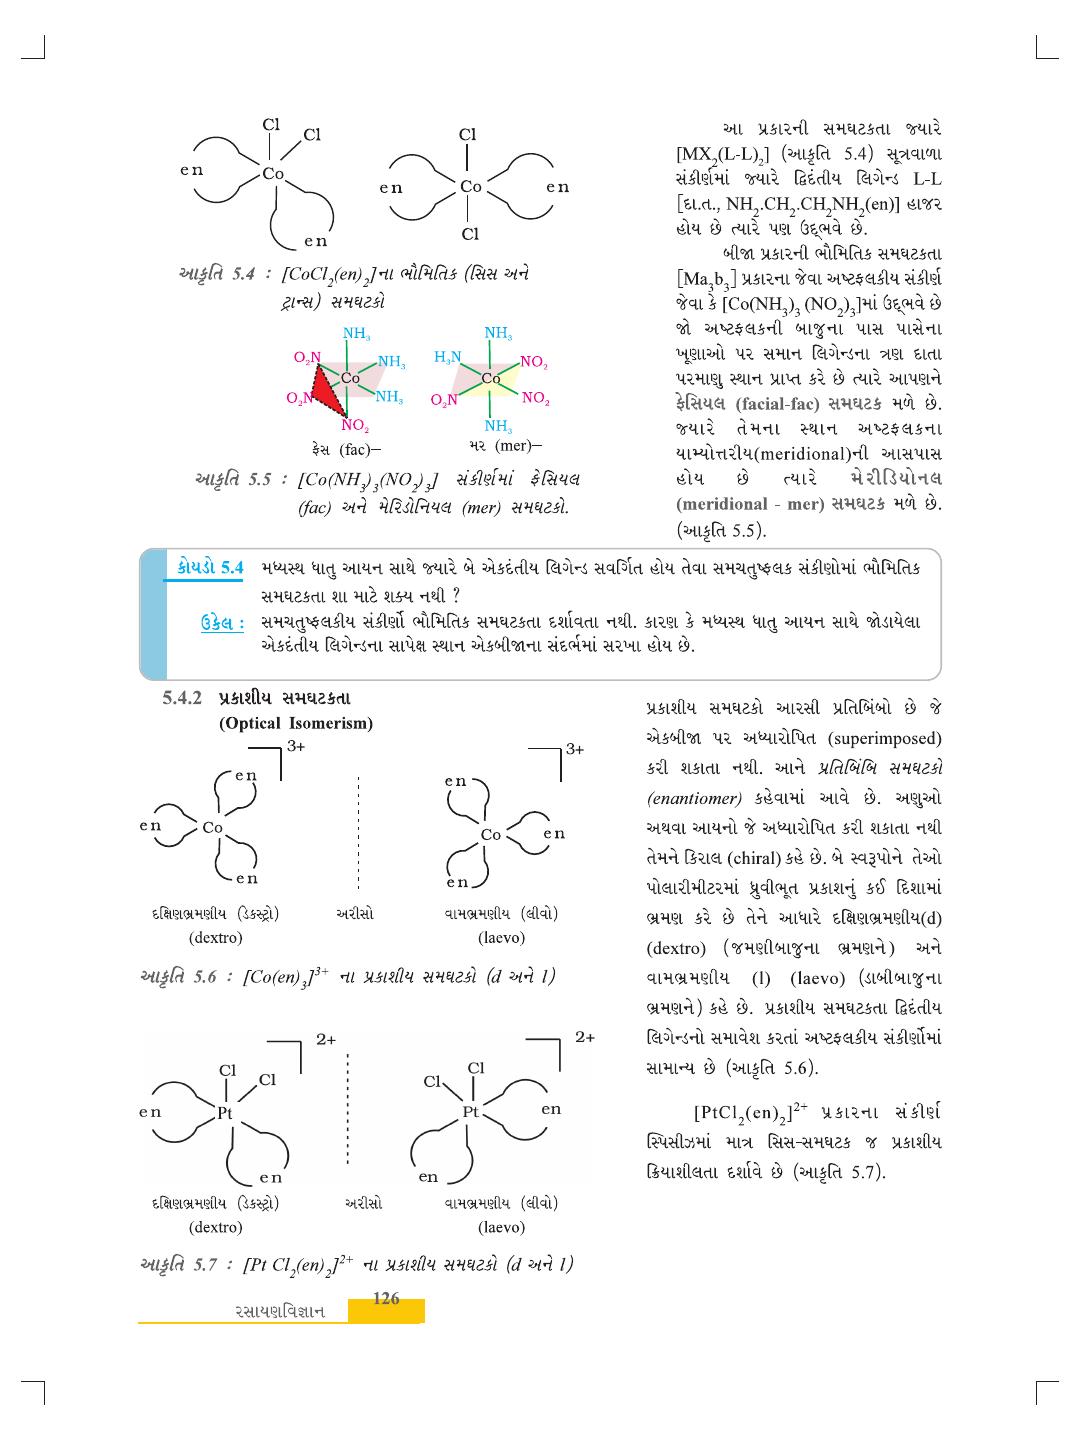 Cl
Cl
en
Co
en
Cl
en
Co
en
Cl
આકૃતિ 5.4 : [CoCl2(en)2]ના ભૌમિતિક (સિસ અને
ટ્રાન્સ) સમઘટકો
NH3
O2N
NH3
Co
O2N
NH3
NO2
ફેસ (fac)–
NH3
H3N
NO2
Co
O2N
NO2
NH3
મર (mer)–
આકૃતિ 5.5 : [Co(NH3)3(NO2)3] સંકીર્ણમાં ફેસિયલ
(fac) અને મેરિડોનિયલ (mer) સમઘટકો.
આ પ્રકારની સમઘટકતા જ્યારે
[MX2(L-L)2] (આકૃતિ 5.4) સૂત્રવાળા
સંકીર્ણમાં જ્યારે દ્વિદંતીય લિગેન્ડ L-L
[દા.ત., NH2.CH2.CH2NH2(en)] હાજર
હોય છે ત્યારે પણ ઉદ્‌ભવે છે.
બીજા પ્રકારની ભૌમિતિક સમઘટકતા
[Ma3b3] પ્રકારના જેવા અષ્ટફલકીય સંકીર્ણ
જેવા કે [Co(NH3)3 (NO2)3]માં ઉદ્‌ભવે છે
જો અષ્ટફલકની બાજુના પાસ પાસેના
ખૂણાઓ પર સમાન લિગેન્ડના ત્રણ દાતા
પરમાણુ સ્થાન પ્રાપ્ત કરે છે ત્યારે આપણને
ફેસિયલ (facial-fac) સમઘટક મળે છે.
જ્યારે તેમના સ્થાન અષ્ટફલકના
યામ્યોત્તરીય(meridional)ની આસપાસ
હોય છે ત્યારે મેરીડિયોનલ
(meridional - mer) સમઘટક મળે છે.
(આકૃતિ 5.5).
કોયડો 5.4 મધ્યસ્થ ધાતુ આયન સાથે જ્યારે બે એકદંતીય લિગેન્ડ સવર્ગિત હોય તેવા સમચતુષ્ફલક સંકીણોમાં ભૌમિતિક
સમઘટકતા શા માટે શક્ય નથી ?
ઉકેલ : સમચતુષ્ફલકીય સંકીર્ણો ભૌમિતિક સમઘટકતા દર્શાવતા નથી. કારણ કે મધ્યસ્થ ધાતુ આયન સાથે જોડાયેલા
એકદંતીય લિગેન્ડના સાપેક્ષ સ્થાન એકબીજાના સંદર્ભમાં સરખા હોય છે.
5.4.2 પ્રકાશીય સમઘટકતા
(Optical Isomerism)
3+
en
en
Co
en
3+
en
Co
en
en
દક્ષિણભ્રમણીય (ડેકસ્ટ્રો) અરીસો વામભ્રમણીય (લીવો)
(dextro) (laevo)
આકૃતિ 5.6 : [Co(en)3]3+ ના પ્રકાશીય સમઘટકો (d અને l)
2+
Cl
Cl
en
Pt
en
2+
Cl
Cl
Pt
en
en
દક્ષિણભ્રમણીય (ડેકસ્ટ્રો) અરીસો વામભ્રમણીય (લીવો)
(dextro) (laevo)
આકૃતિ 5.7 : [Pt Cl2(en)2]2+ ના પ્રકાશીય સમઘટકો (d અને l)
પ્રકાશીય સમઘટકો આરસી પ્રતિબિંબો છે જે
એકબીજા પર અધ્યારોપિત (superimposed)
કરી શકાતા નથી. આને પ્રતિબિંબિ સમઘટકો
(enantiomer) કહેવામાં આવે છે. અણુઓ
અથવા આયનો જે અધ્યારોપિત કરી શકાતા નથી
તેમને કિરાલ (chiral) કહે છે. બે સ્વરૂપોને તેઓ
પોલારીમીટરમાં ધ્રુવીભૂત પ્રકાશનું કઈ દિશામાં
ભ્રમણ કરે છે તેને આધારે દક્ષિણભ્રમણીય(d)
(dextro) (જમણીબાજુના ભ્રમણને) અને
વામભ્રમણીય (l) (laevo) (ડાબીબાજુના
ભ્રમણને) કહે છે. પ્રકાશીય સમઘટકતા દ્વિદંતીય
લિગેન્ડનો સમાવેશ કરતાં અષ્ટફલકીય સંકીર્ણોમાં
સામાન્ય છે (આકૃતિ 5.6).
[PtCl2(en)2]2+ પ્રકારના સંકીર્ણ
સ્પિસીઝમાં માત્ર સિસ-સમઘટક જ પ્રકાશીય
ક્રિયાશીલતા દર્શાવે છે (આકૃતિ 5.7).
રસાયણવિજ્ઞાન 126